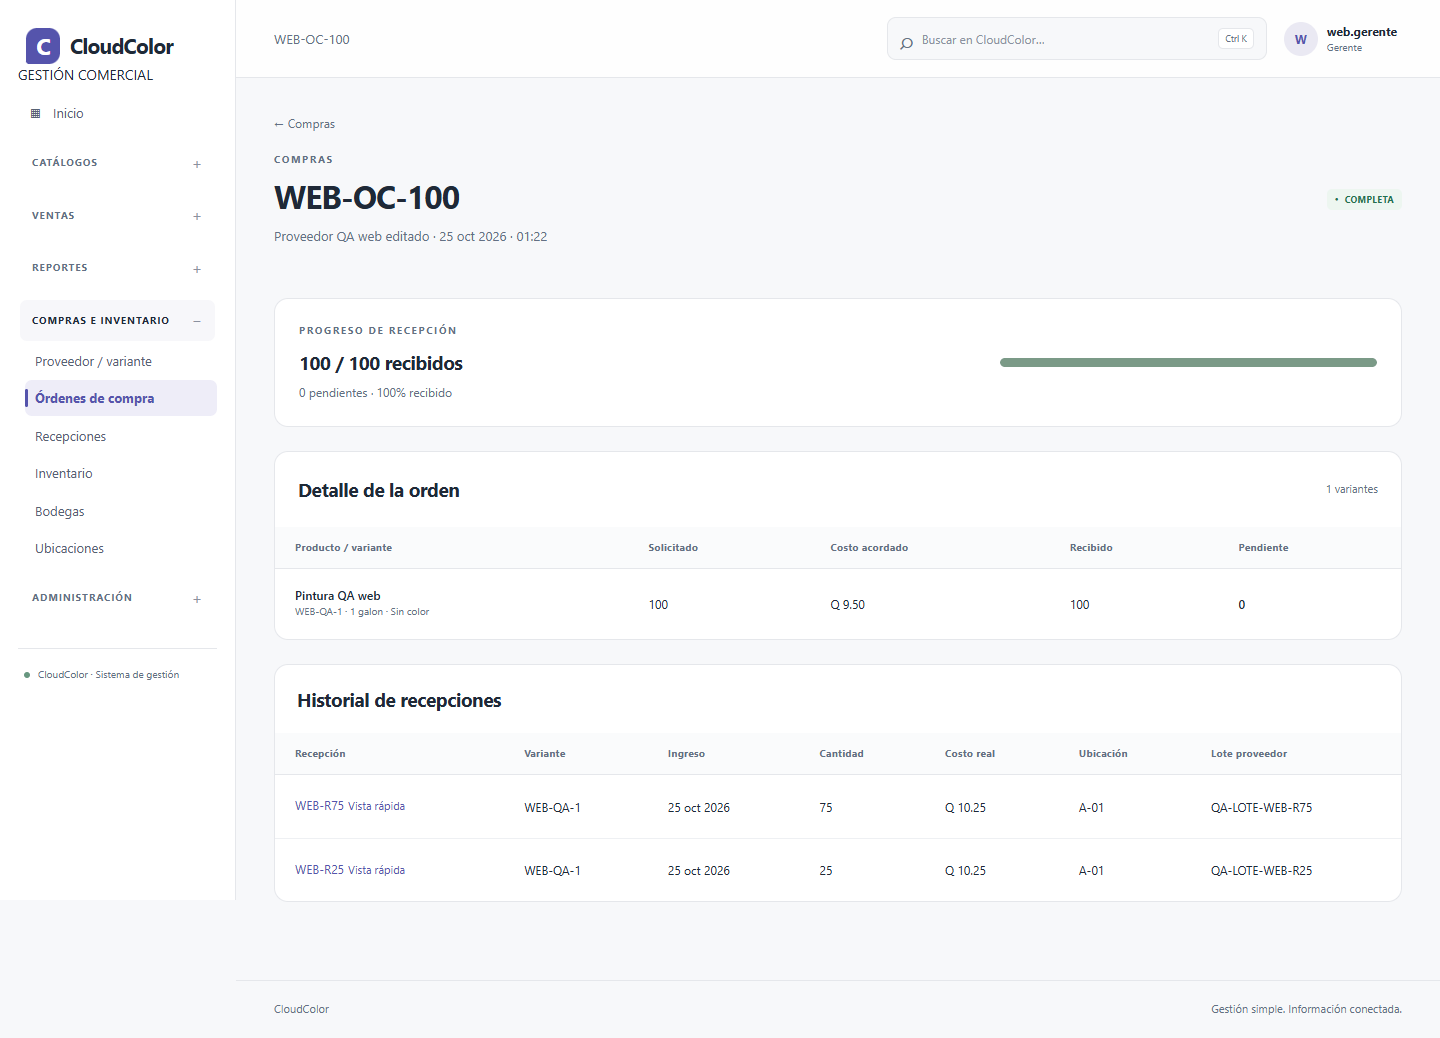 C CloudColor
GESTIÓN COMERCIAL
Inicio
CATÁLOGOS +
VENTAS +
REPORTES +
COMPRAS E INVENTARIO −
Proveedor / variante
Órdenes de compra
Recepciones
Inventario
Bodegas
Ubicaciones
ADMINISTRACIÓN +
CloudColor · Sistema de gestión
WEB-OC-100
Buscar en CloudColor... Ctrl K
W web.gerente
Gerente
← Compras
COMPRAS
WEB-OC-100
• COMPLETA
Proveedor QA web editado · 25 oct 2026 · 01:22
PROGRESO DE RECEPCIÓN
100 / 100 recibidos
0 pendientes · 100% recibido
Detalle de la orden 1 variantes
Producto / variante Solicitado Costo acordado Recibido Pendiente
Pintura QA web 100 Q 9.50 100 0
WEB-QA-1 · 1 galon · Sin color
Historial de recepciones
Recepción Variante Ingreso Cantidad Costo real Ubicación Lote proveedor
WEB-R75 Vista rápida WEB-QA-1 25 oct 2026 75 Q 10.25 A-01 QA-LOTE-WEB-R75
WEB-R25 Vista rápida WEB-QA-1 25 oct 2026 25 Q 10.25 A-01 QA-LOTE-WEB-R25
CloudColor Gestión simple. Información conectada.